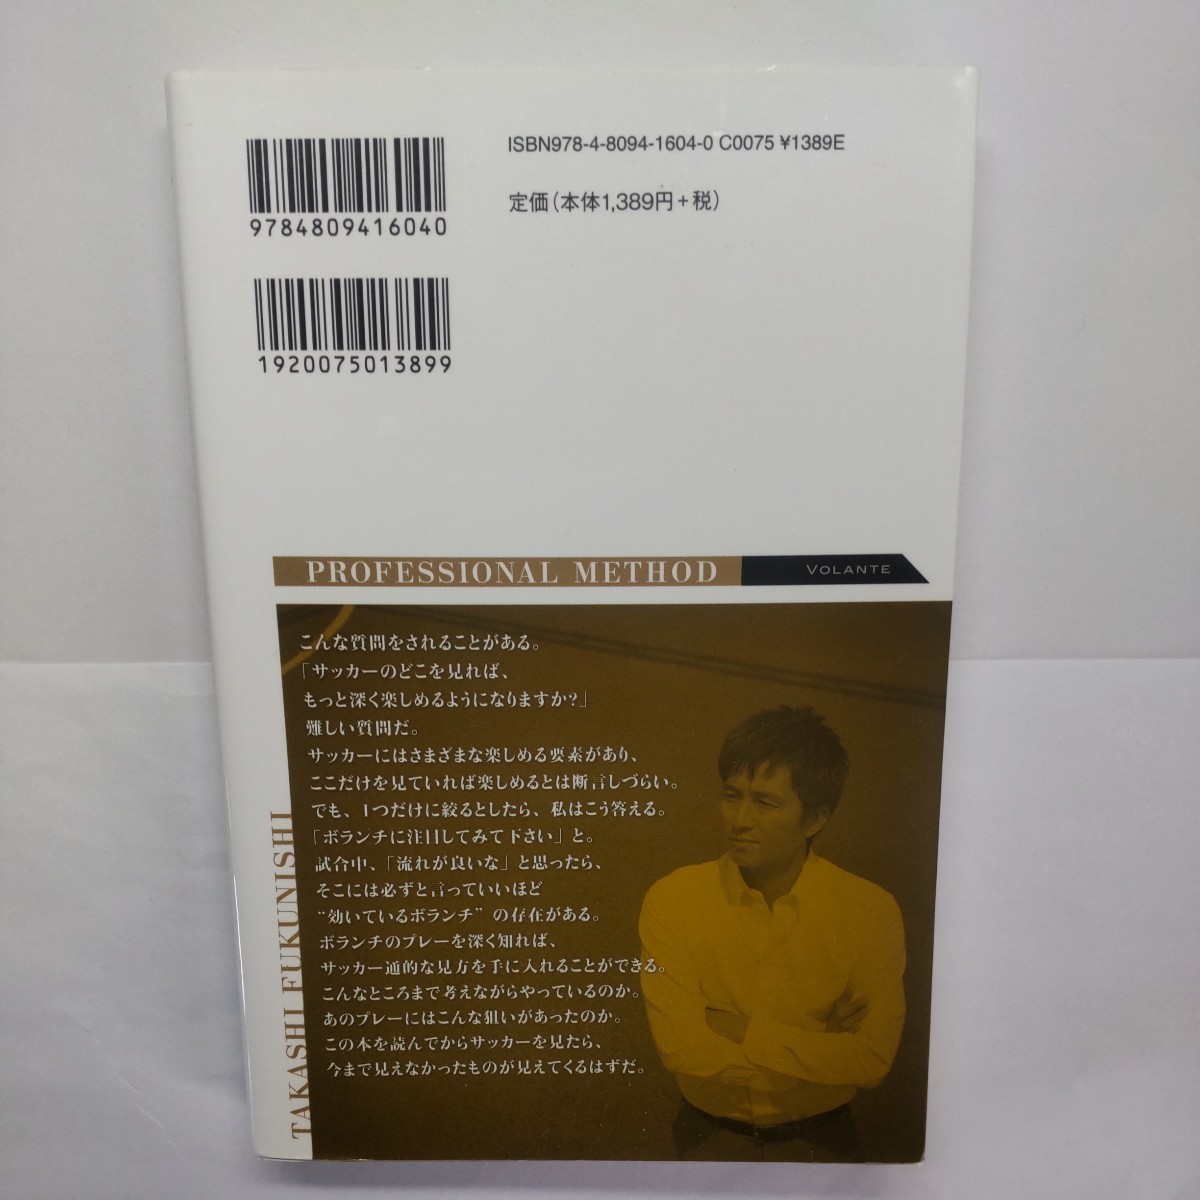 ISBN978-4-8094-1604-0 C0075 ¥1389E
定価(本体1,389円+税)
9784809416040
1920075013899
PROFESSIONAL METHOD
VOLANTE
TAKASHI FUKUNISHI
こんな質問をされることがある。
「サッカーのどこを見れば、
もっと深く楽しめるようになりますか?」
難しい質問だ。
サッカーにはさまざまな楽しめる要素があり、
ここだけを見ていれば楽しめるとは断言しづらい。
でも、1つだけに絞るとしたら、私はこう答える。
「ボランチに注目してみて下さい」と。
試合中、「流れが良いな」と思ったら、
そこには必ずと言っていいほど
“効いているボランチ”の存在がある。
ボランチのプレーを深く知れば、
サッカー通的な見方を手に入れることができる。
こんなところまで考えながらやっているのか。
あのプレーにはこんな狙いがあったのか。
この本を読んでからサッカーを見たら、
今まで見えなかったものが見えてくるはずだ。